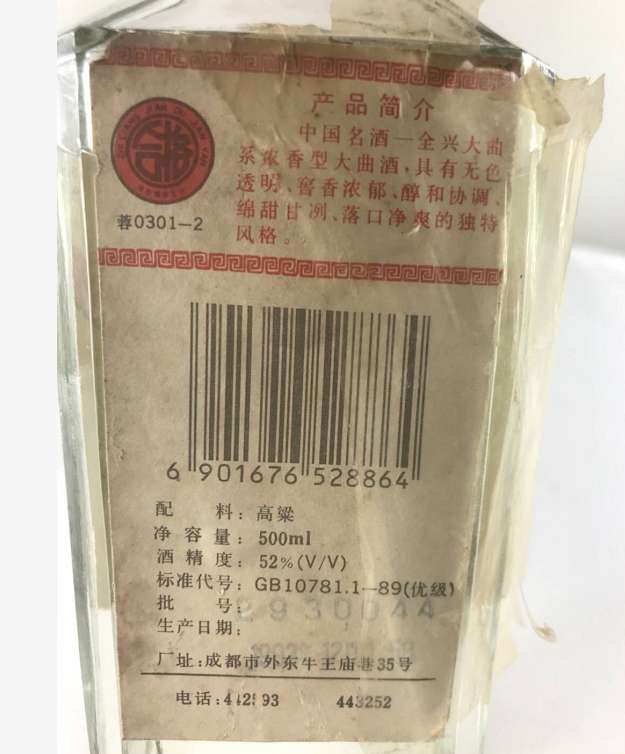 产品简介
中国名酒—全兴大曲
系浓香型大曲酒,具有无色
透明、窖香浓郁、醇和协调、
绵甜甘冽、落口净爽的独特
风格。
蓉0301—2
6 901676 528864
配 料: 高粱
净 容 量: 500ml
酒 精 度: 52%(V/V)
标准代号: GB10781.1—89(优级)
批 号: 2930044
生产日期:
厂址:成都市外东牛王庙巷35号
电话: 443252